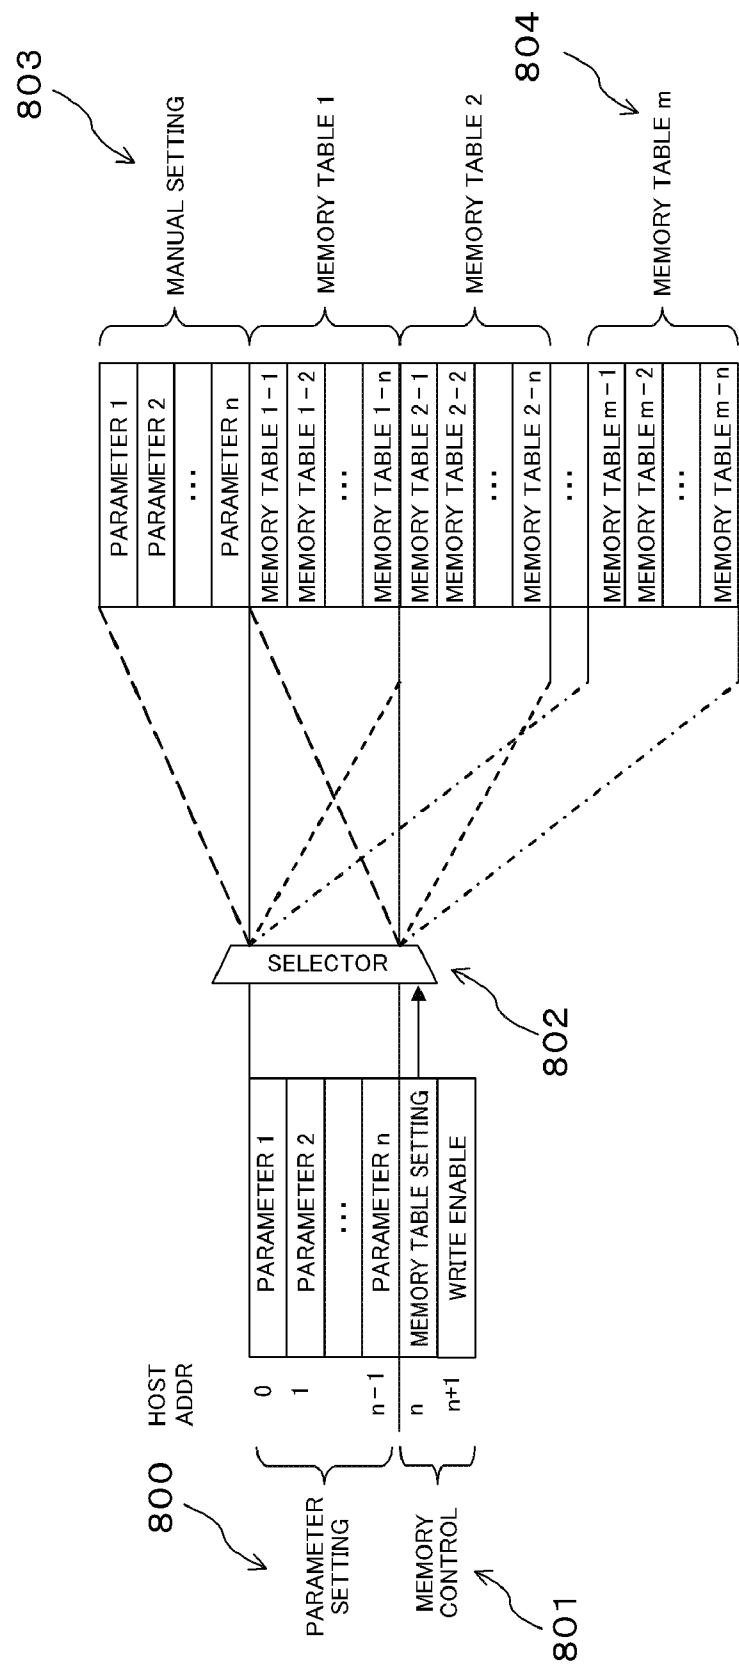 800
PARAMETER
SETTING
801
MEMORY
CONTROL
HOST
ADDR
0
1
n－1
n
n+1
PARAMETER 1
PARAMETER 2
...
PARAMETER n
MEMORY TABLE SETTING
WRITE ENABLE
SELECTOR
802
PARAMETER 1
PARAMETER 2
...
PARAMETER n
MEMORY TABLE 1－1
MEMORY TABLE 1－2
...
MEMORY TABLE 1－n
MEMORY TABLE 2－1
MEMORY TABLE 2－2
...
MEMORY TABLE 2－n
...
MEMORY TABLE m－1
MEMORY TABLE m－2
...
MEMORY TABLE m－n
803
MANUAL SETTING
MEMORY TABLE 1
MEMORY TABLE 2
804
MEMORY TABLE m